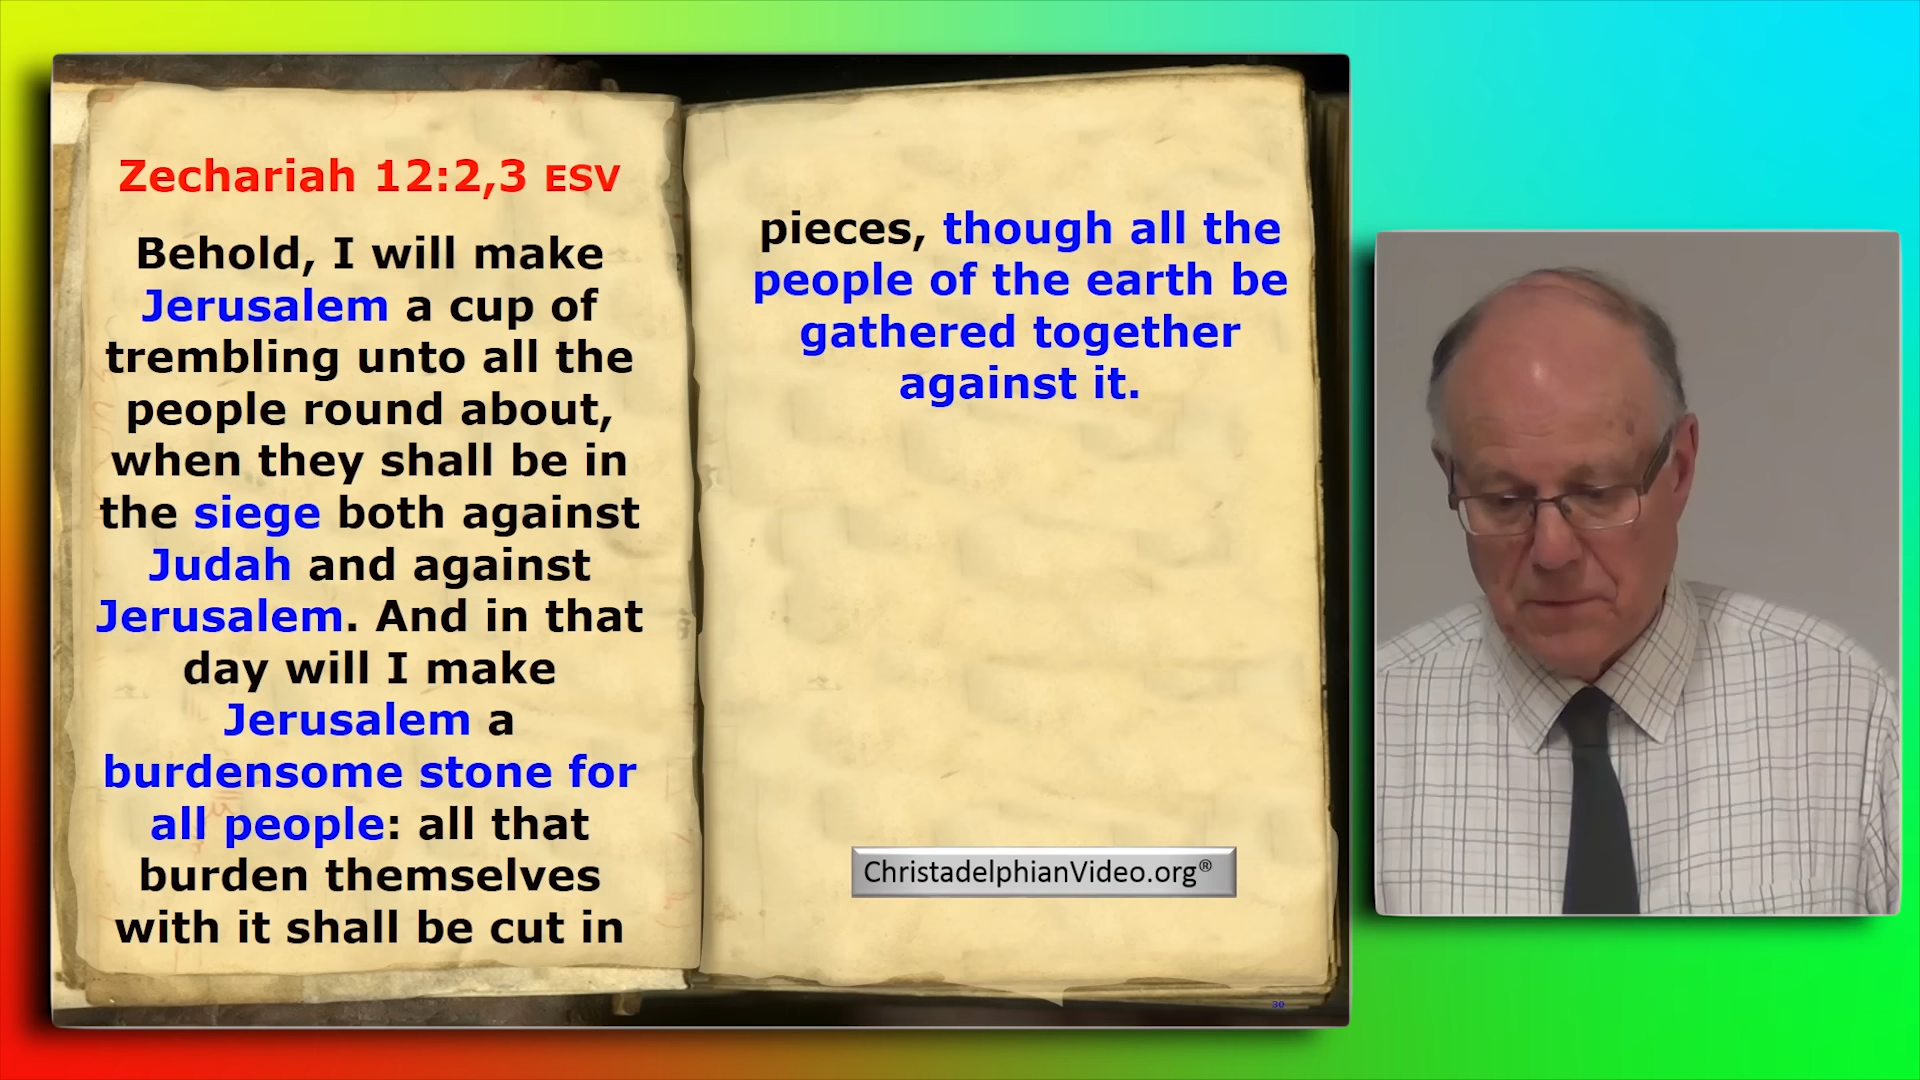 Zechariah 12:2,3 ESV
Behold, I will make
Jerusalem a cup of
trembling unto all the
people round about,
when they shall be in
the siege both against
Judah and against
Jerusalem. And in that
day will I make
Jerusalem a
burdensome stone for
all people: all that
burden themselves
with it shall be cut in
pieces, though all the
people of the earth be
gathered together
against it.
ChristadelphianVideo.org®
30